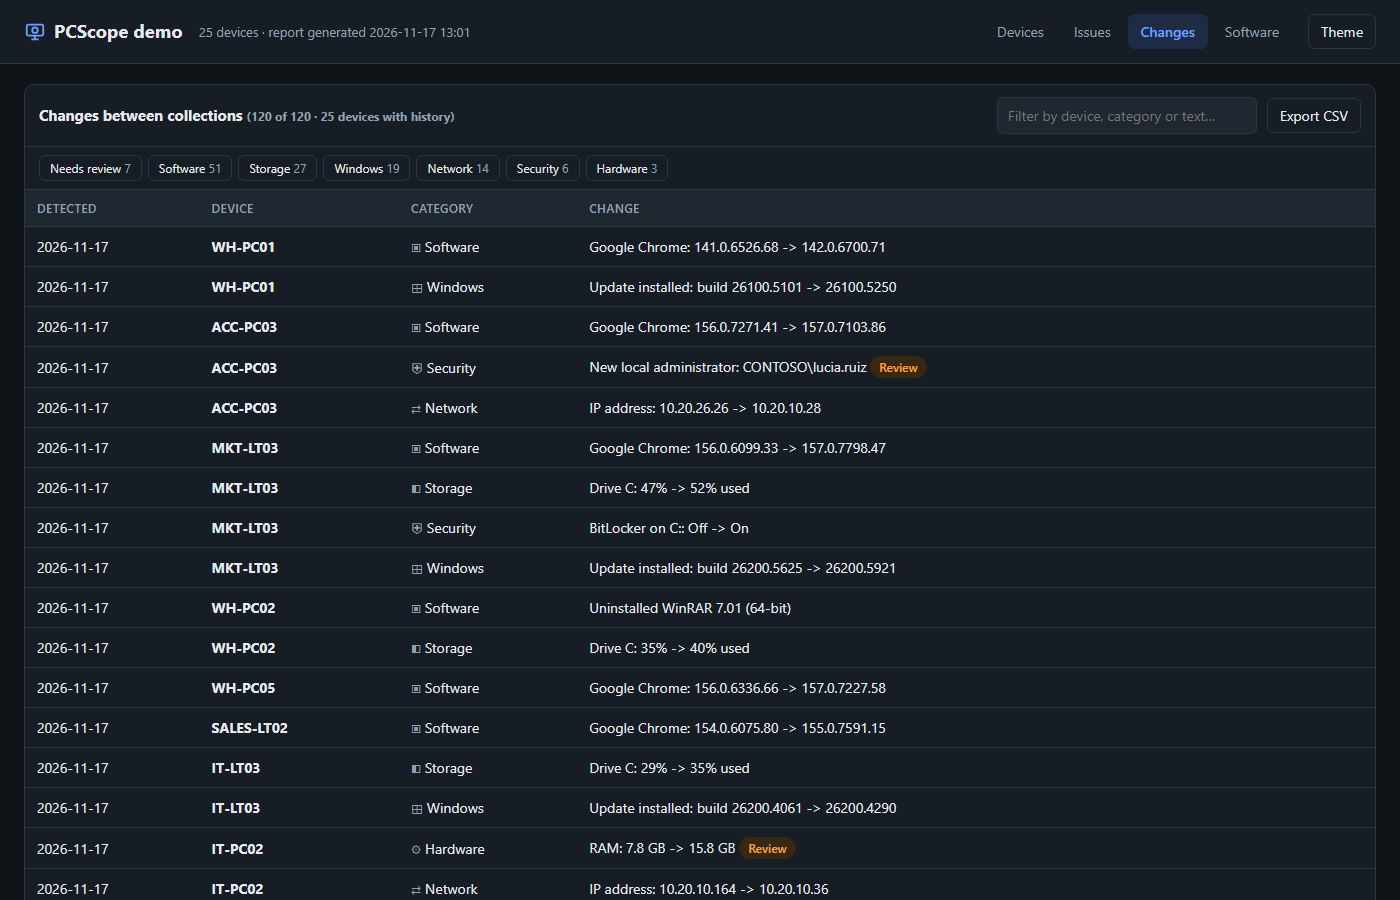 PCScope demo 25 devices · report generated 2026-11-17 13:01 Devices Issues Changes Software Theme
Changes between collections (120 of 120 · 25 devices with history) Filter by device, category or text... Export CSV
Needs review 7 Software 51 Storage 27 Windows 19 Network 14 Security 6 Hardware 3
DETECTED DEVICE CATEGORY CHANGE
2026-11-17 WH-PC01 Software Google Chrome: 141.0.6526.68 -> 142.0.6700.71
2026-11-17 WH-PC01 Windows Update installed: build 26100.5101 -> 26100.5250
2026-11-17 ACC-PC03 Software Google Chrome: 156.0.7271.41 -> 157.0.7103.86
2026-11-17 ACC-PC03 Security New local administrator: CONTOSO\lucia.ruiz Review
2026-11-17 ACC-PC03 Network IP address: 10.20.26.26 -> 10.20.10.28
2026-11-17 MKT-LT03 Software Google Chrome: 156.0.6099.33 -> 157.0.7798.47
2026-11-17 MKT-LT03 Storage Drive C: 47% -> 52% used
2026-11-17 MKT-LT03 Security BitLocker on C:: Off -> On
2026-11-17 MKT-LT03 Windows Update installed: build 26200.5625 -> 26200.5921
2026-11-17 WH-PC02 Software Uninstalled WinRAR 7.01 (64-bit)
2026-11-17 WH-PC02 Storage Drive C: 35% -> 40% used
2026-11-17 WH-PC05 Software Google Chrome: 156.0.6336.66 -> 157.0.7227.58
2026-11-17 SALES-LT02 Software Google Chrome: 154.0.6075.80 -> 155.0.7591.15
2026-11-17 IT-LT03 Storage Drive C: 29% -> 35% used
2026-11-17 IT-LT03 Windows Update installed: build 26200.4061 -> 26200.4290
2026-11-17 IT-PC02 Hardware RAM: 7.8 GB -> 15.8 GB Review
2026-11-17 IT-PC02 Network IP address: 10.20.10.164 -> 10.20.10.36